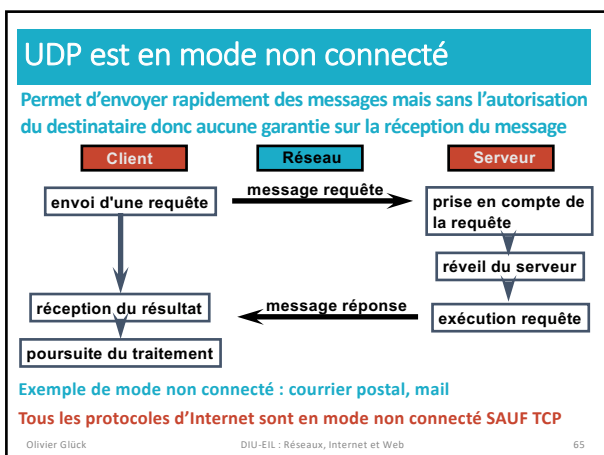 UDP est en mode non connecté
Permet d'envoyer rapidement des messages mais sans l'autorisation
du destinataire donc aucune garantie sur la réception du message
Client
Réseau
Serveur
envoi d'une requête
message requête
prise en compte de
la requête
réveil du serveur
réception du résultat
message réponse
exécution requête
poursuite du traitement
Exemple de mode non connecté : courrier postal, mail
Tous les protocoles d'Internet sont en mode non connecté SAUF TCP
Olivier Glück
DIU-EIL : Réseaux, Internet et Web
65